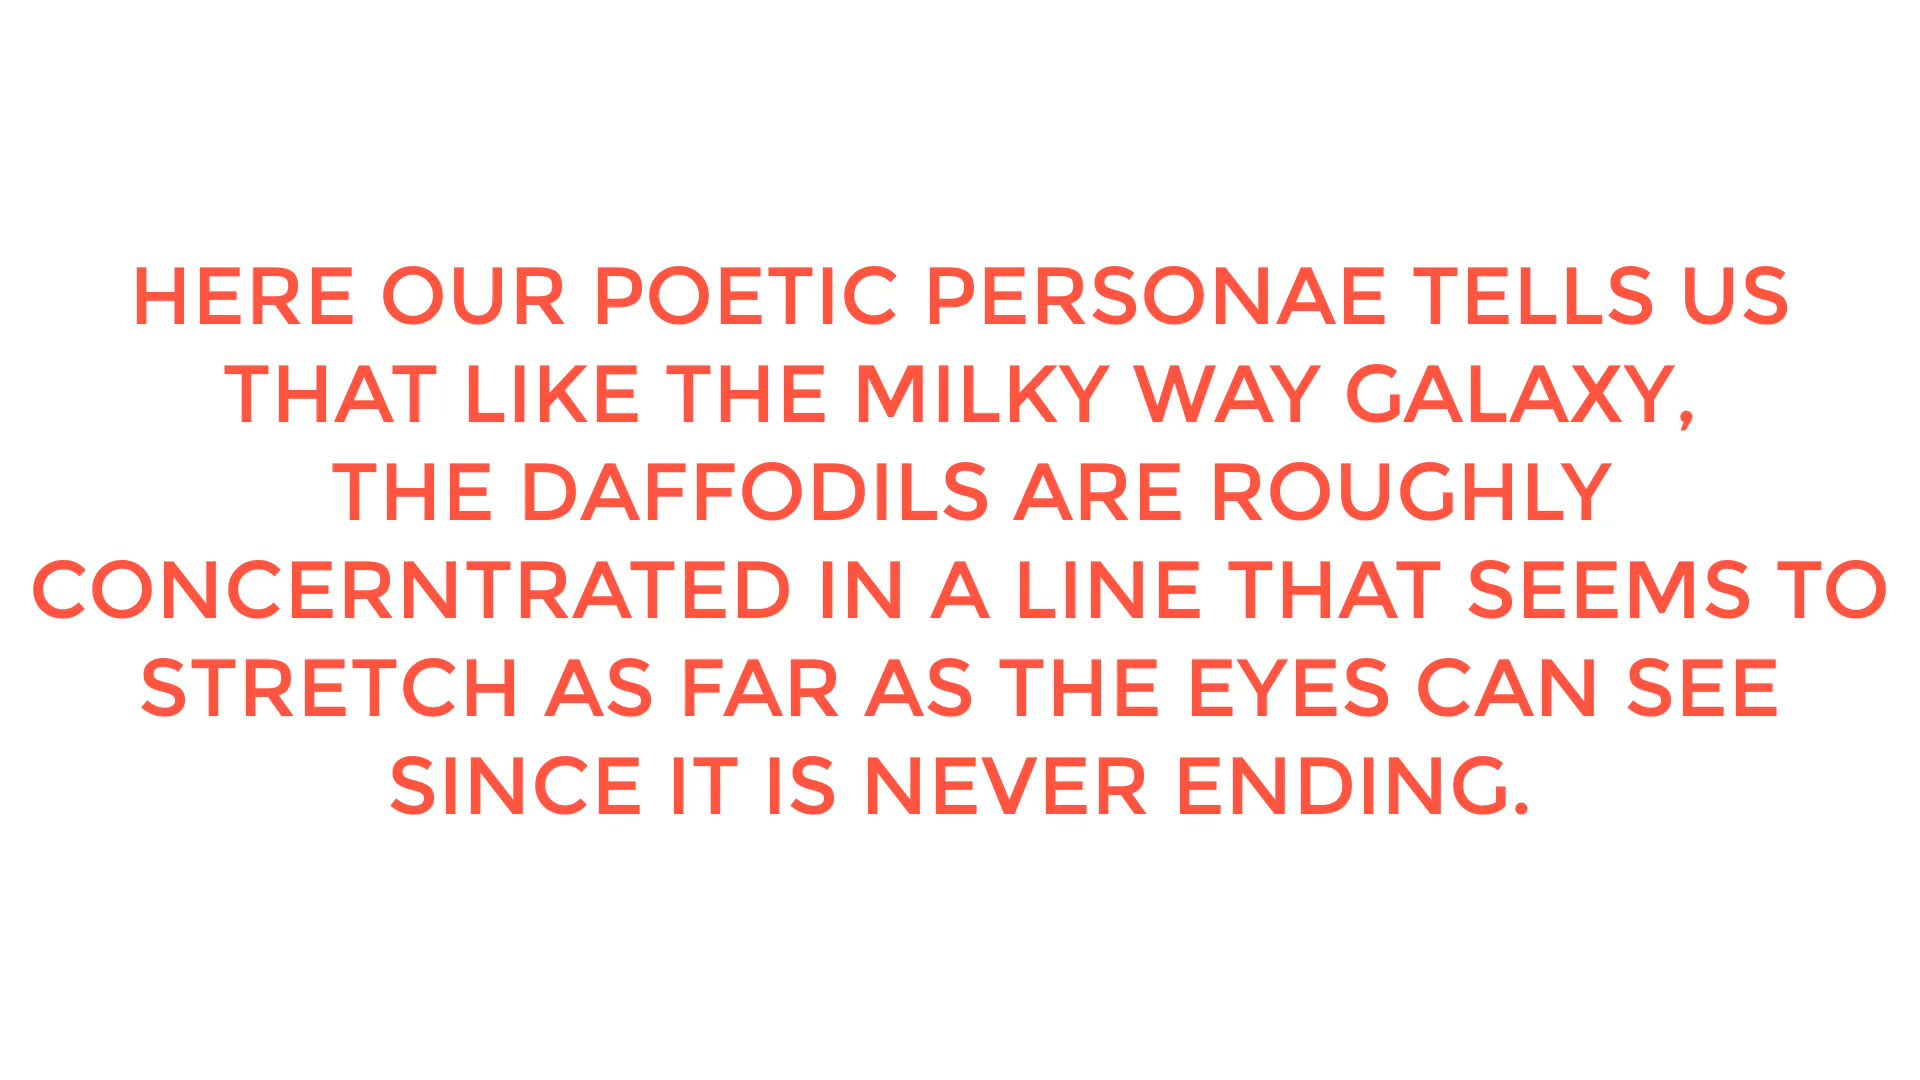 HERE OUR POETIC PERSONAE TELLS US
THAT LIKE THE MILKY WAY GALAXY,
THE DAFFODILS ARE ROUGHLY
CONCERNTRATED IN A LINE THAT SEEMS TO
STRETCH AS FAR AS THE EYES CAN SEE
SINCE IT IS NEVER ENDING.